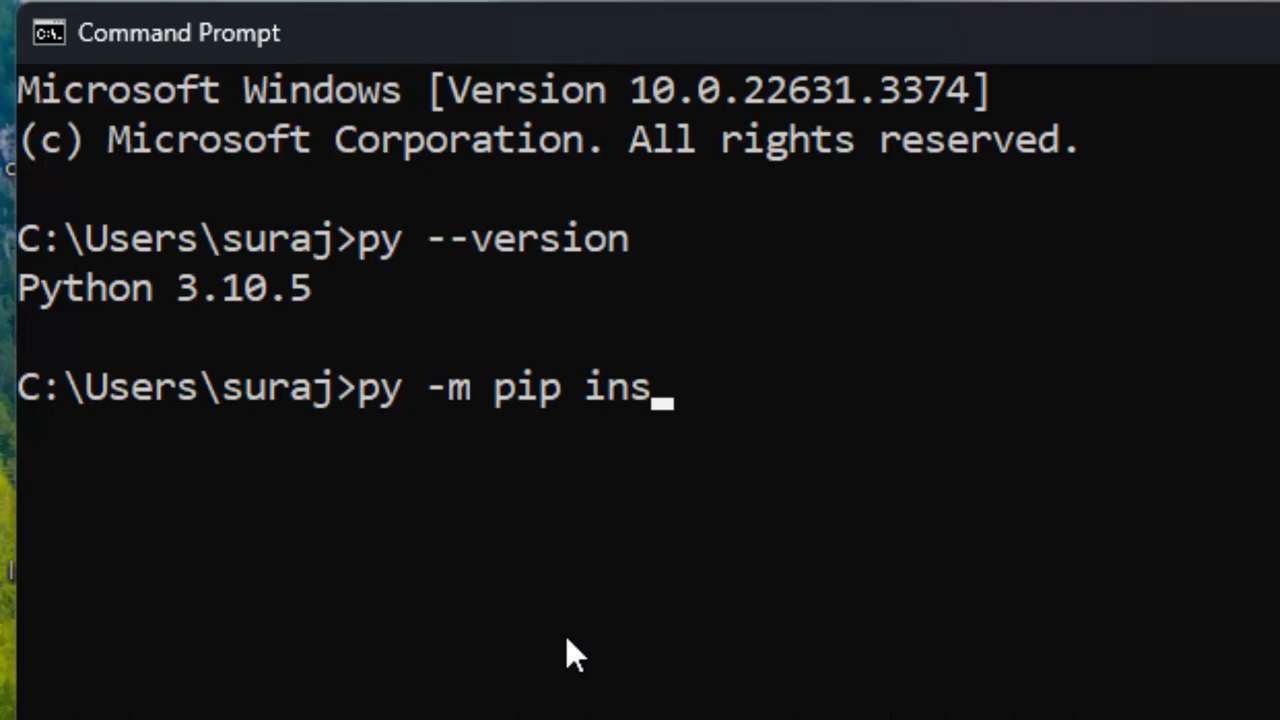 Command Prompt
Microsoft Windows [Version 10.0.22631.3374]
(c) Microsoft Corporation. All rights reserved.
C:\Users\suraj>py --version
Python 3.10.5
C:\Users\suraj>py -m pip ins